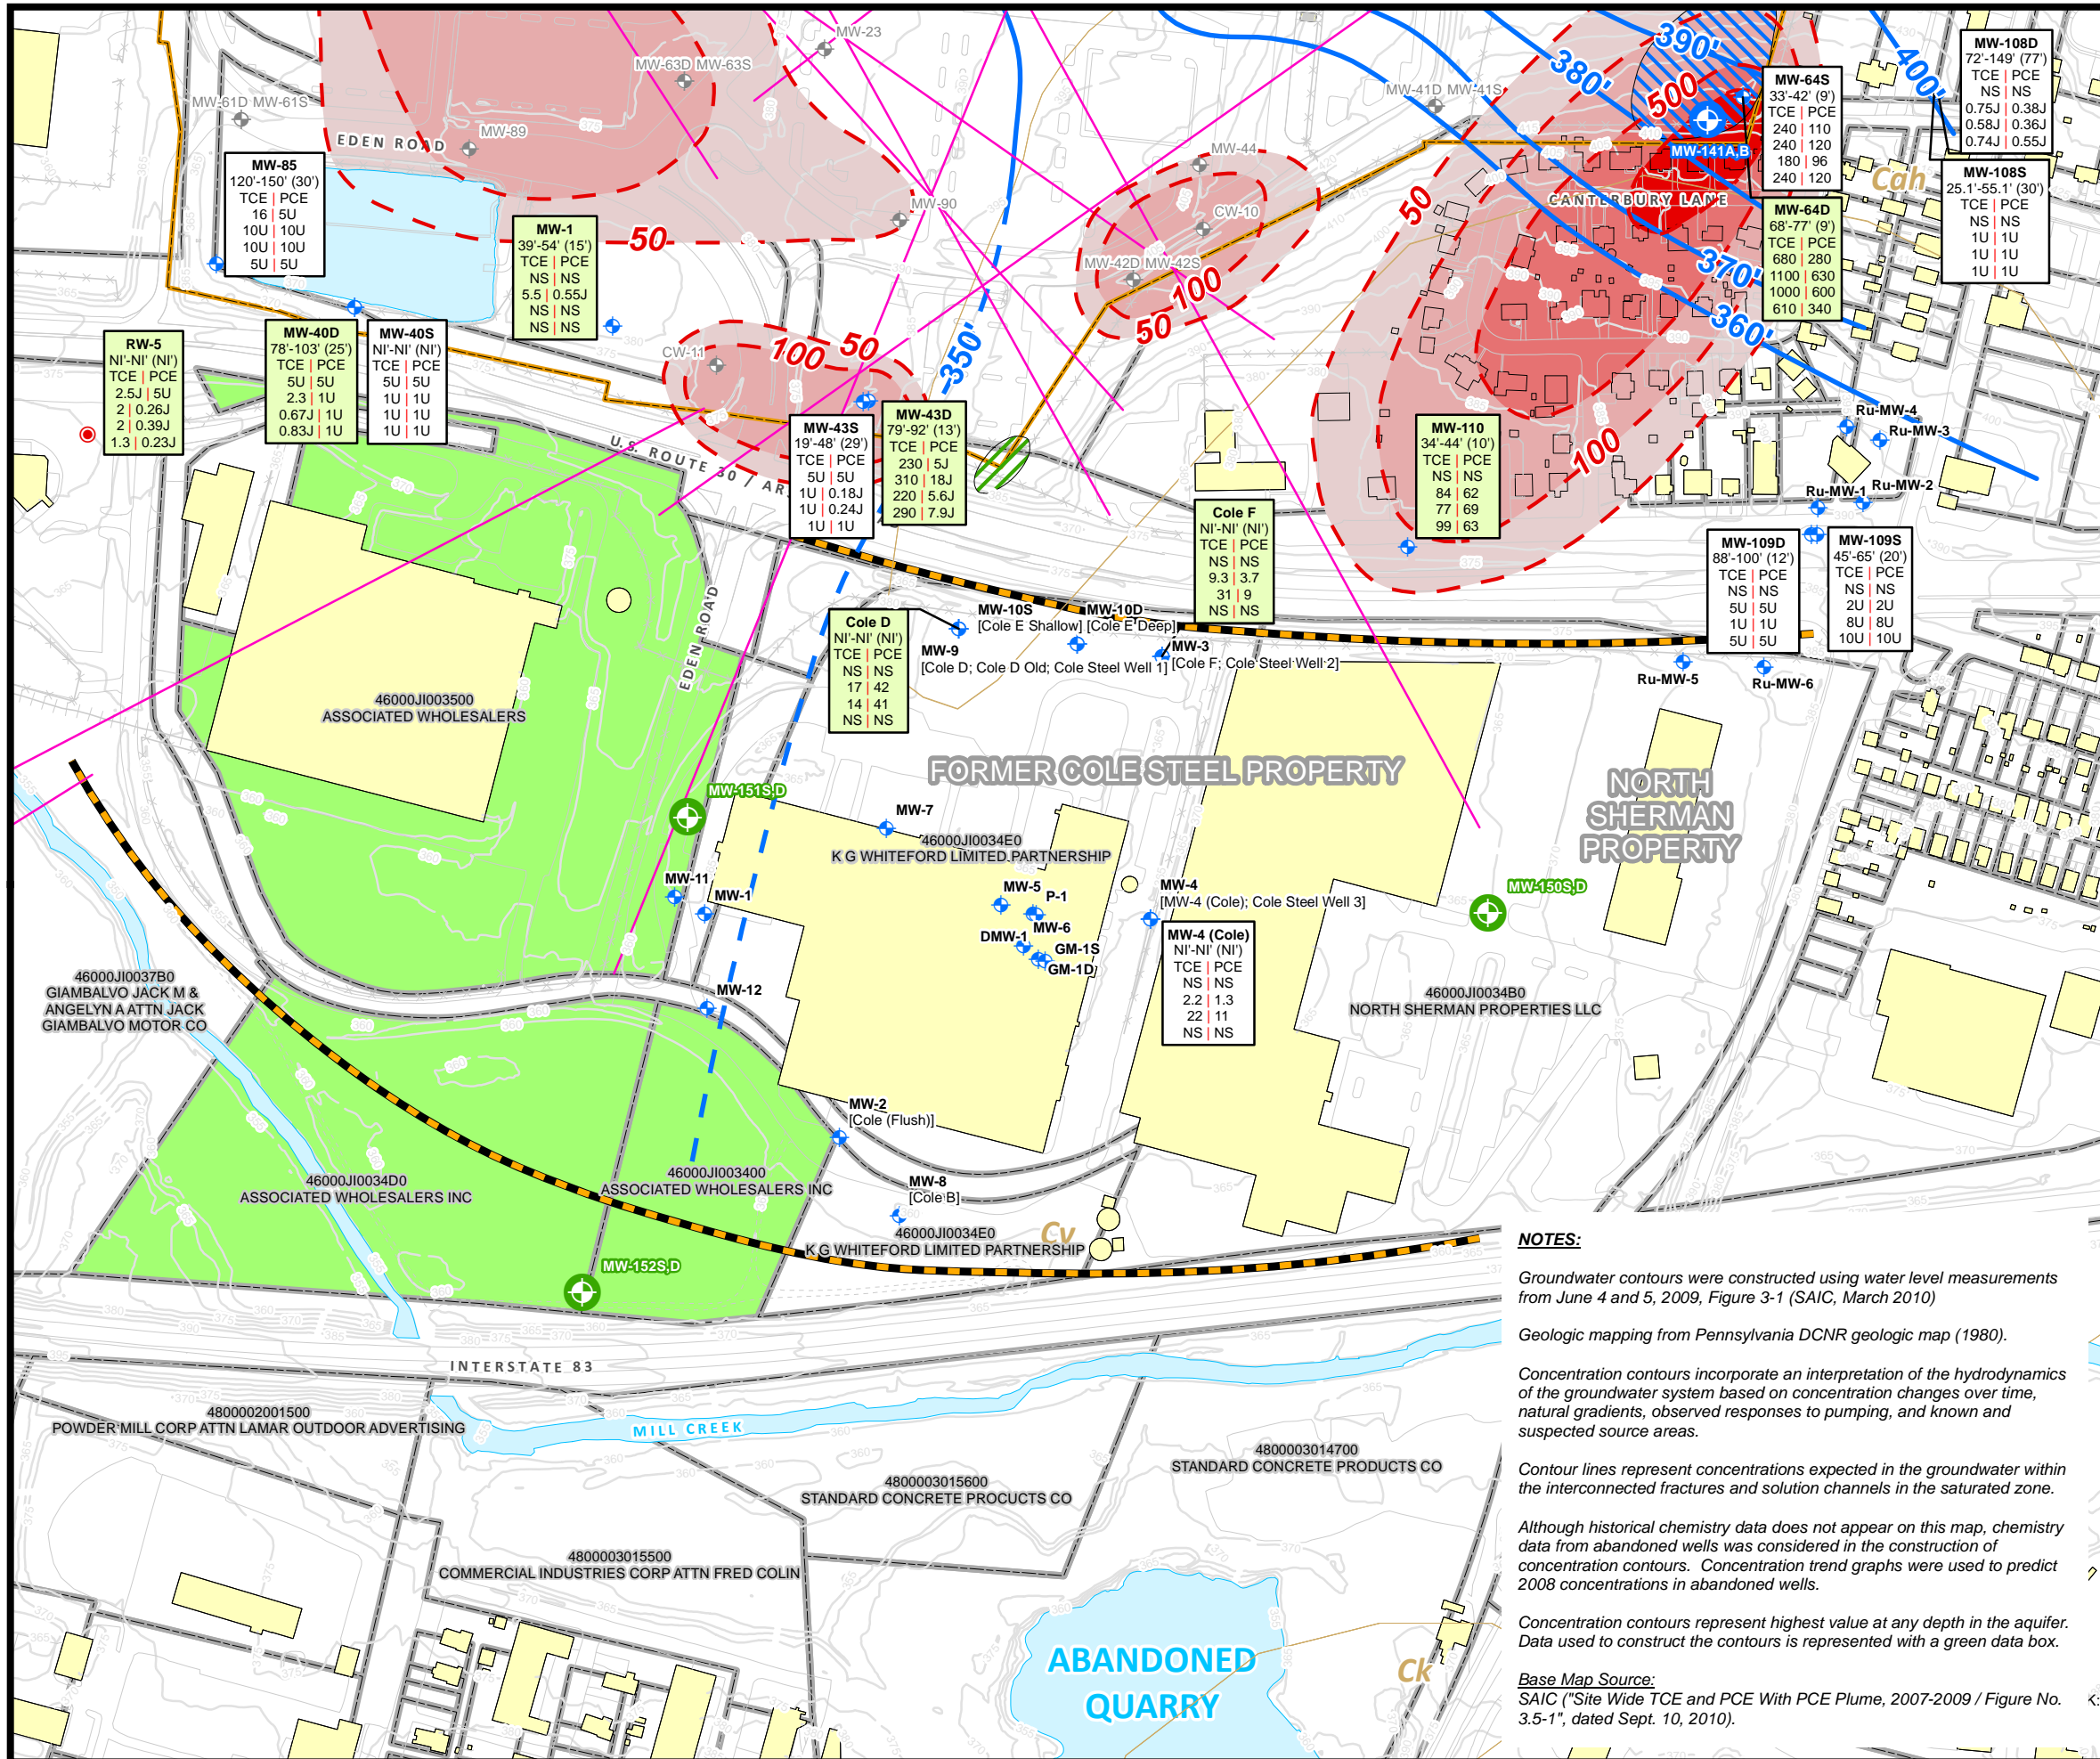 MW-23
MW-63D MW-63S
MW-61D MW-61S
MW-89
EDEN ROAD
MW-41D MW-41S
MW-44
MW-90
CW-10
MW-42D MW-42S
CW-11
390'
380'
400'
370'
360'
350'
500
50
50
100
50
100
50
100
MW-141A,B
CANTERBURY LANE
Cah
MW-108D
72'-149' (77')
TCE | PCE
NS | NS
0.75J | 0.38J
0.58J | 0.36J
0.74J | 0.55J
MW-64S
33'-42' (9')
TCE | PCE
240 | 110
240 | 120
180 | 96
240 | 120
MW-108S
25.1'-55.1' (30')
TCE | PCE
NS | NS
1U | 1U
1U | 1U
1U | 1U
MW-64D
68'-77' (9')
TCE | PCE
680 | 280
1100 | 630
1000 | 600
610 | 340
MW-85
120'-150' (30')
TCE | PCE
16 | 5U
10U | 10U
10U | 10U
5U | 5U
MW-1
39'-54' (15')
TCE | PCE
NS | NS
5.5 | 0.55J
NS | NS
NS | NS
RW-5
NI'-NI' (NI')
TCE | PCE
2.5J | 5U
2 | 0.26J
2 | 0.39J
1.3 | 0.23J
MW-40D
78'-103' (25')
TCE | PCE
5U | 5U
2.3 | 1U
0.67J | 1U
0.83J | 1U
MW-40S
NI'-NI' (NI')
TCE | PCE
5U | 5U
1U | 1U
1U | 1U
1U | 1U
MW-43S
19'-48' (29')
TCE | PCE
5U | 5U
1U | 0.18J
1U | 0.24J
1U | 1U
MW-43D
79'-92' (13')
TCE | PCE
230 | 5J
310 | 18J
220 | 5.6J
290 | 7.9J
U.S. ROUTE 30 / AR
MW-110
34'-44' (10')
TCE | PCE
NS | NS
84 | 62
77 | 69
99 | 63
Cole F
NI'-NI' (NI')
TCE | PCE
NS | NS
9.3 | 3.7
31 | 9
NS | NS
Ru-MW-4
Ru-MW-3
Ru-MW-2
Ru-MW-1
MW-109D
88'-100' (12')
TCE | PCE
NS | NS
5U | 5U
1U | 1U
5U | 5U
MW-109S
45'-65' (20')
TCE | PCE
NS | NS
2U | 2U
8U | 8U
10U | 10U
Ru-MW-5
Ru-MW-6
Cole D
NI'-NI' (NI')
TCE | PCE
NS | NS
17 | 42
14 | 41
NS | NS
MW-10S
[Cole E Shallow]
MW-10D
[Cole E Deep]
MW-9
[Cole D; Cole D Old; Cole Steel Well 1]
MW-3
[Cole F; Cole Steel Well 2]
EDEN ROAD
46000JI003500
ASSOCIATED WHOLESALERS
FORMER COLE STEEL PROPERTY
NORTH
SHERMAN
PROPERTY
MW-151S,D
MW-7
46000JI0034E0
K G WHITEFORD LIMITED PARTNERSHIP
MW-11
MW-1
MW-5
P-1
MW-6
DMW-1
GM-1S
GM-1D
MW-4
[MW-4 (Cole); Cole Steel Well 3]
MW-150S,D
MW-4 (Cole)
NI'-NI' (NI')
TCE | PCE
NS | NS
2.2 | 1.3
22 | 11
NS | NS
46000JI0037B0
GIAMBALVO JACK M &
ANGELYN A ATTN JACK
GIAMBALVO MOTOR CO
MW-12
46000JI0034B0
NORTH SHERMAN PROPERTIES LLC
MW-2
[Cole (Flush)]
46000JI0034D0
ASSOCIATED WHOLESALERS INC
46000JI003400
ASSOCIATED WHOLESALERS INC
MW-8
[Cole B]
46000JI0034E0
K G WHITEFORD LIMITED PARTNERSHIP
Cv
MW-152S,D
INTERSTATE 83
4800002001500
POWDER MILL CORP ATTN LAMAR OUTDOOR ADVERTISING
MILL CREEK
4800003015600
STANDARD CONCRETE PROCUCTS CO
4800003014700
STANDARD CONCRETE PRODUCTS CO
4800003015500
COMMERCIAL INDUSTRIES CORP ATTN FRED COLIN
ABANDONED
QUARRY
Ck
NOTES:
Groundwater contours were constructed using water level measurements
from June 4 and 5, 2009, Figure 3-1 (SAIC, March 2010)
Geologic mapping from Pennsylvania DCNR geologic map (1980).
Concentration contours incorporate an interpretation of the hydrodynamics
of the groundwater system based on concentration changes over time,
natural gradients, observed responses to pumping, and known and
suspected source areas.
Contour lines represent concentrations expected in the groundwater within
the interconnected fractures and solution channels in the saturated zone.
Although historical chemistry data does not appear on this map, chemistry
data from abandoned wells was considered in the construction of
concentration contours.  Concentration trend graphs were used to predict
2008 concentrations in abandoned wells.
Concentration contours represent highest value at any depth in the aquifer.
Data used to construct the contours is represented with a green data box.
Base Map Source:
SAIC ("Site Wide TCE and PCE With PCE Plume, 2007-2009 / Figure No.
3.5-1", dated Sept. 10, 2010).